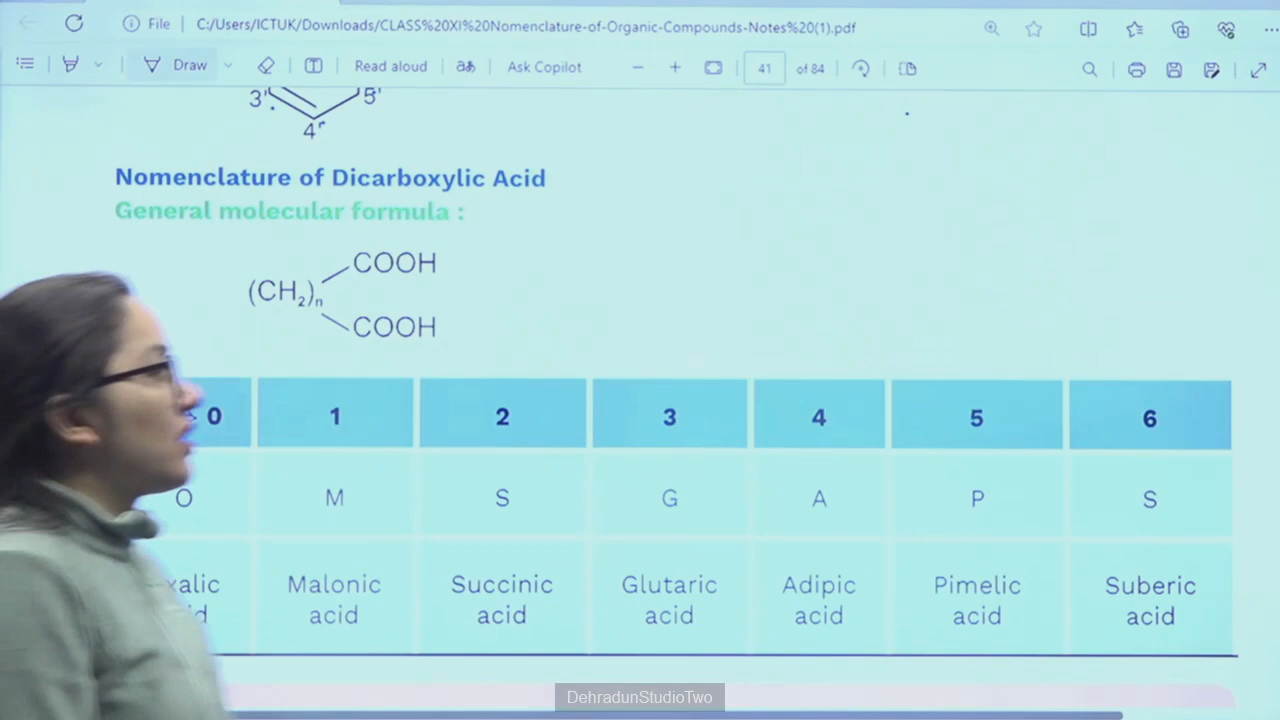 File | C:/Users/ICTUK/Downloads/CLASS%20XI%20Nomenclature-of-Organic-Compounds-Notes%20(1).pdf
Draw Read aloud Ask Copilot 41 of 84
3' 5'
4'
Nomenclature of Dicarboxylic Acid
General molecular formula :
COOH
(CH₂)ₙ
COOH
0 1 2 3 4 5 6
O M S G A P S
Malonic Succinic Glutaric Adipic Pimelic Suberic
acid acid acid acid acid acid
DehradunStudioTwo